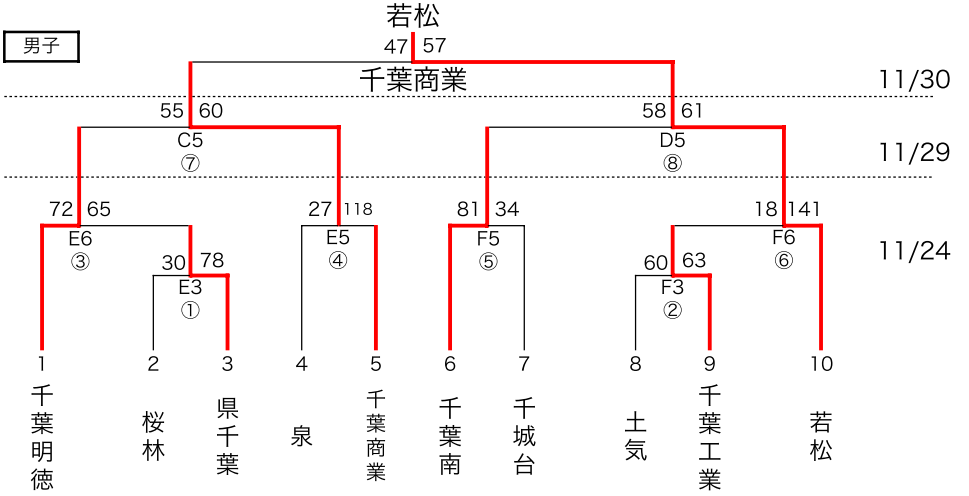 若松
男子
47 57
千葉商業
11/30
55 60 58 61
C5 D5
⑦ ⑧
11/29
72 65 27 118 81 34 18 141
E6 E5 F5 F6
③ ④ ⑤ ⑥
11/24
30 78 60 63
E3 F3
① ②
1 2 3 4 5 6 7 8 9 10
千葉明徳
桜林
県千葉
泉
千葉商業
千葉南
千城台
土気
千葉工業
若松